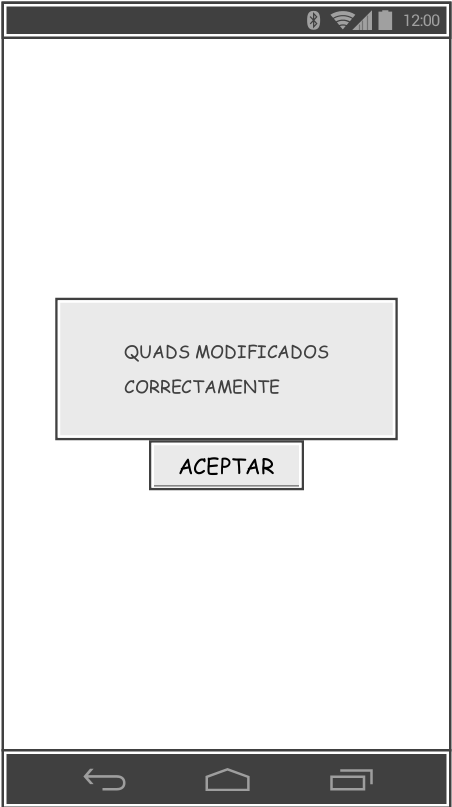 12:00
QUADS MODIFICADOS
CORRECTAMENTE
ACEPTAR